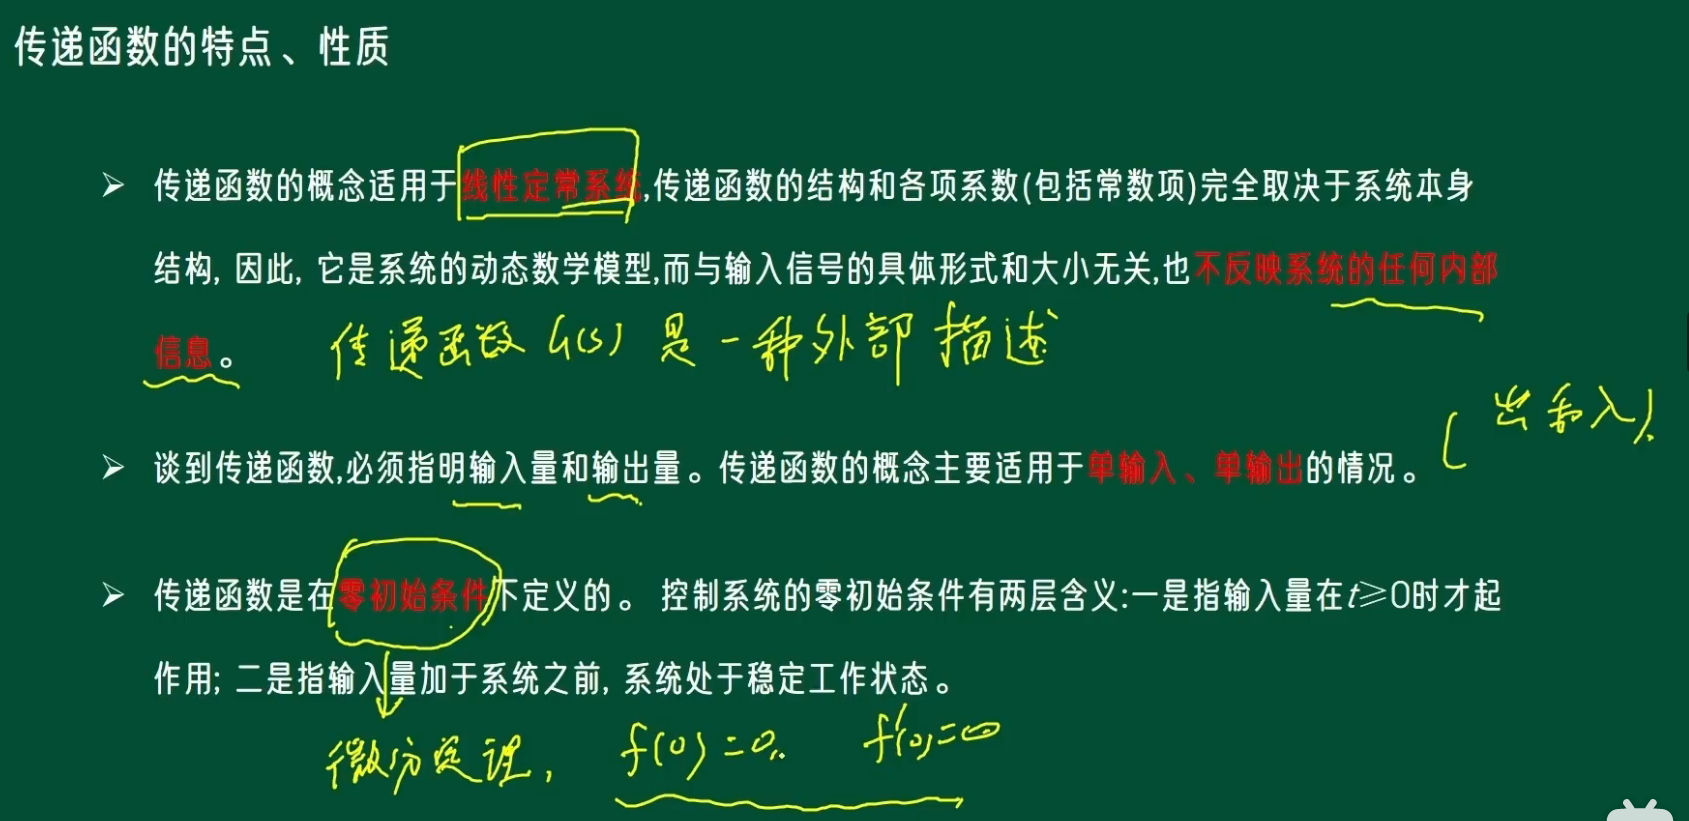 传递函数的特点、性质
➢ 传递函数的概念适用于线性定常系统,传递函数的结构和各项系数(包括常数项)完全取决于系统本身
结构, 因此, 它是系统的动态数学模型,而与输入信号的具体形式和大小无关,也不反映系统的任何内部
信息。 传递函数 G(s) 是一种外部描述
(出和入).
➢ 谈到传递函数,必须指明输入量和输出量。传递函数的概念主要适用于单输入、单输出的情况。
➢ 传递函数是在零初始条件下定义的。 控制系统的零初始条件有两层含义:一是指输入量在t≥0时才起
作用; 二是指输入量加于系统之前, 系统处于稳定工作状态。
微分定理, f(0)=0. f'(0)=0